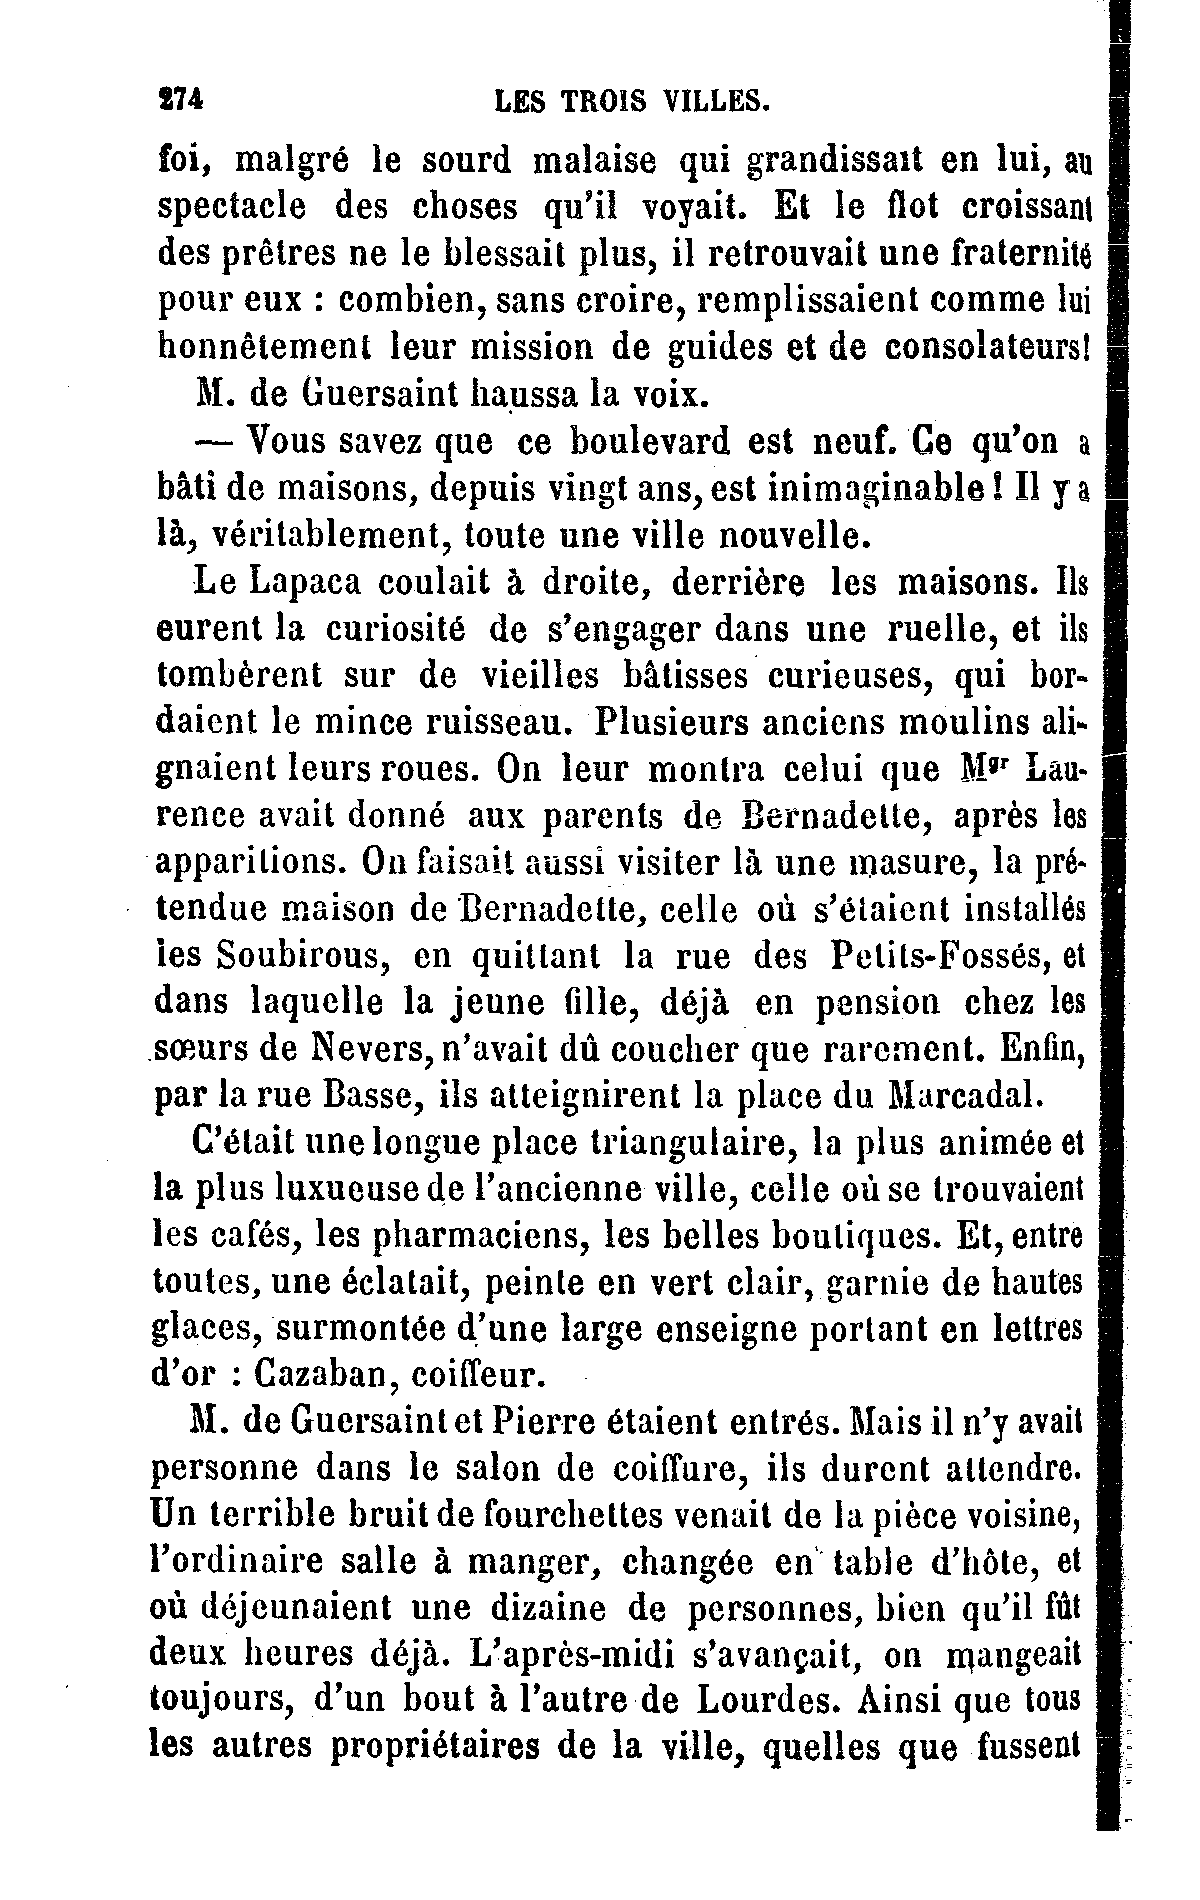 274 LES TROIS VILLES.
foi, malgré le sourd malaise qui grandissait en lui, au
spectacle des choses qu'il voyait. Et le flot croissant
des prêtres ne le blessait plus, il retrouvait une fraternité
pour eux : combien, sans croire, remplissaient comme lui
honnêtement leur mission de guides et de consolateurs!
M. de Guersaint haussa la voix.
— Vous savez que ce boulevard est neuf. Ce qu'on a
bâti de maisons, depuis vingt ans, est inimaginable! Il y a
là, véritablement, toute une ville nouvelle.
Le Lapaca coulait à droite, derrière les maisons. Ils
eurent la curiosité de s'engager dans une ruelle, et ils
tombèrent sur de vieilles bâtisses curieuses, qui bor-
daient le mince ruisseau. Plusieurs anciens moulins ali-
gnaient leurs roues. On leur montra celui que Mgr Lau-
rence avait donné aux parents de Bernadette, après les
apparitions. On faisait aussi visiter là une masure, la pré-
tendue maison de Bernadette, celle où s'étaient installés
les Soubirous, en quittant la rue des Petits-Fossés, et
dans laquelle la jeune fille, déjà en pension chez les
sœurs de Nevers, n'avait dû coucher que rarement. Enfin,
par la rue Basse, ils atteignirent la place du Marcadal.
C'était une longue place triangulaire, la plus animée et
la plus luxueuse de l'ancienne ville, celle où se trouvaient
les cafés, les pharmaciens, les belles boutiques. Et, entre
toutes, une éclatait, peinte en vert clair, garnie de hautes
glaces, surmontée d'une large enseigne portant en lettres
d'or : Cazaban, coiffeur.
M. de Guersaint et Pierre étaient entrés. Mais il n'y avait
personne dans le salon de coiffure, ils durent attendre.
Un terrible bruit de fourchettes venait de la pièce voisine,
l'ordinaire salle à manger, changée en table d'hôte, et
où déjeunaient une dizaine de personnes, bien qu'il fût
deux heures déjà. L'après-midi s'avançait, on mangeait
toujours, d'un bout à l'autre de Lourdes. Ainsi que tous
les autres propriétaires de la ville, quelles que fussent